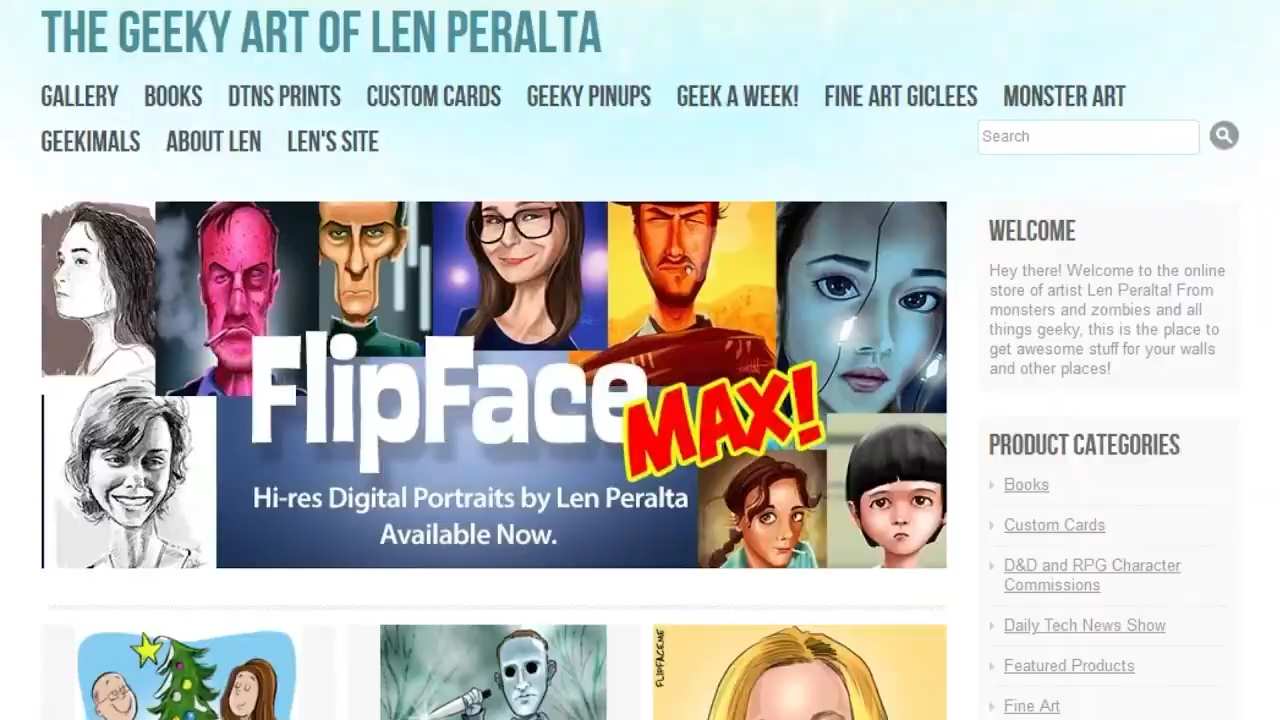 THE GEEKY ART OF LEN PERALTA
GALLERY BOOKS DTNS PRINTS CUSTOM CARDS GEEKY PINUPS GEEK A WEEK! FINE ART GICLEES MONSTER ART
GEEKIMALS ABOUT LEN LEN'S SITE
Search
FlipFace
MAX!
Hi-res Digital Portraits by Len Peralta
Available Now.
WELCOME
Hey there! Welcome to the online
store of artist Len Peralta! From
monsters and zombies and all
things geeky, this is the place to
get awesome stuff for your walls
and other places!
PRODUCT CATEGORIES
Books
Custom Cards
D&D and RPG Character
Commissions
Daily Tech News Show
Featured Products
Fine Art
FLIPFACE.ME